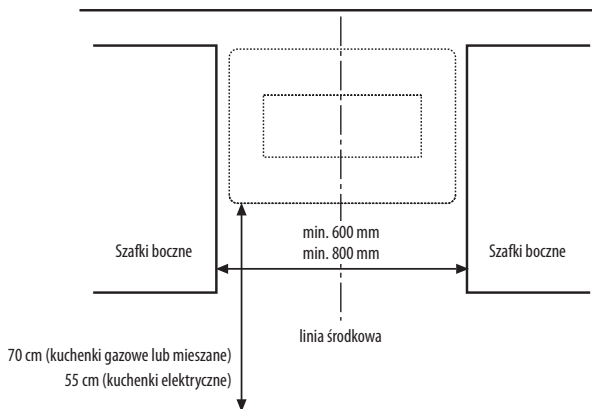 min. 600 mm
min. 800 mm
Szafki boczne
Szafki boczne
linia środkowa
70 cm (kuchenki gazowe lub mieszane)
55 cm (kuchenki elektryczne)